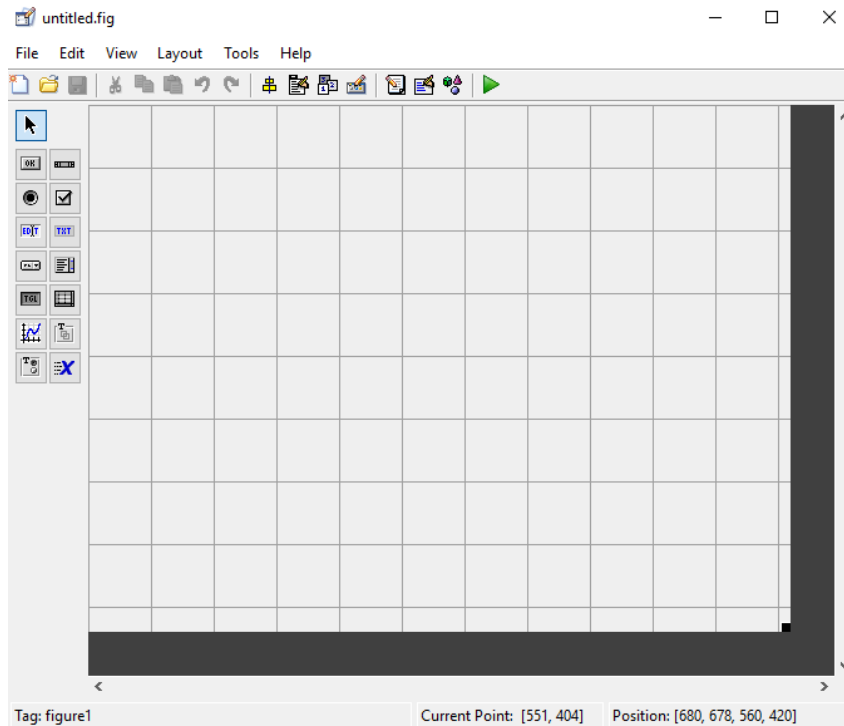 untitled.fig
File Edit View Layout Tools Help
OK
EDIT TXT
TGL
T
T X
Tag: figure1 Current Point: [551, 404] Position: [680, 678, 560, 420]